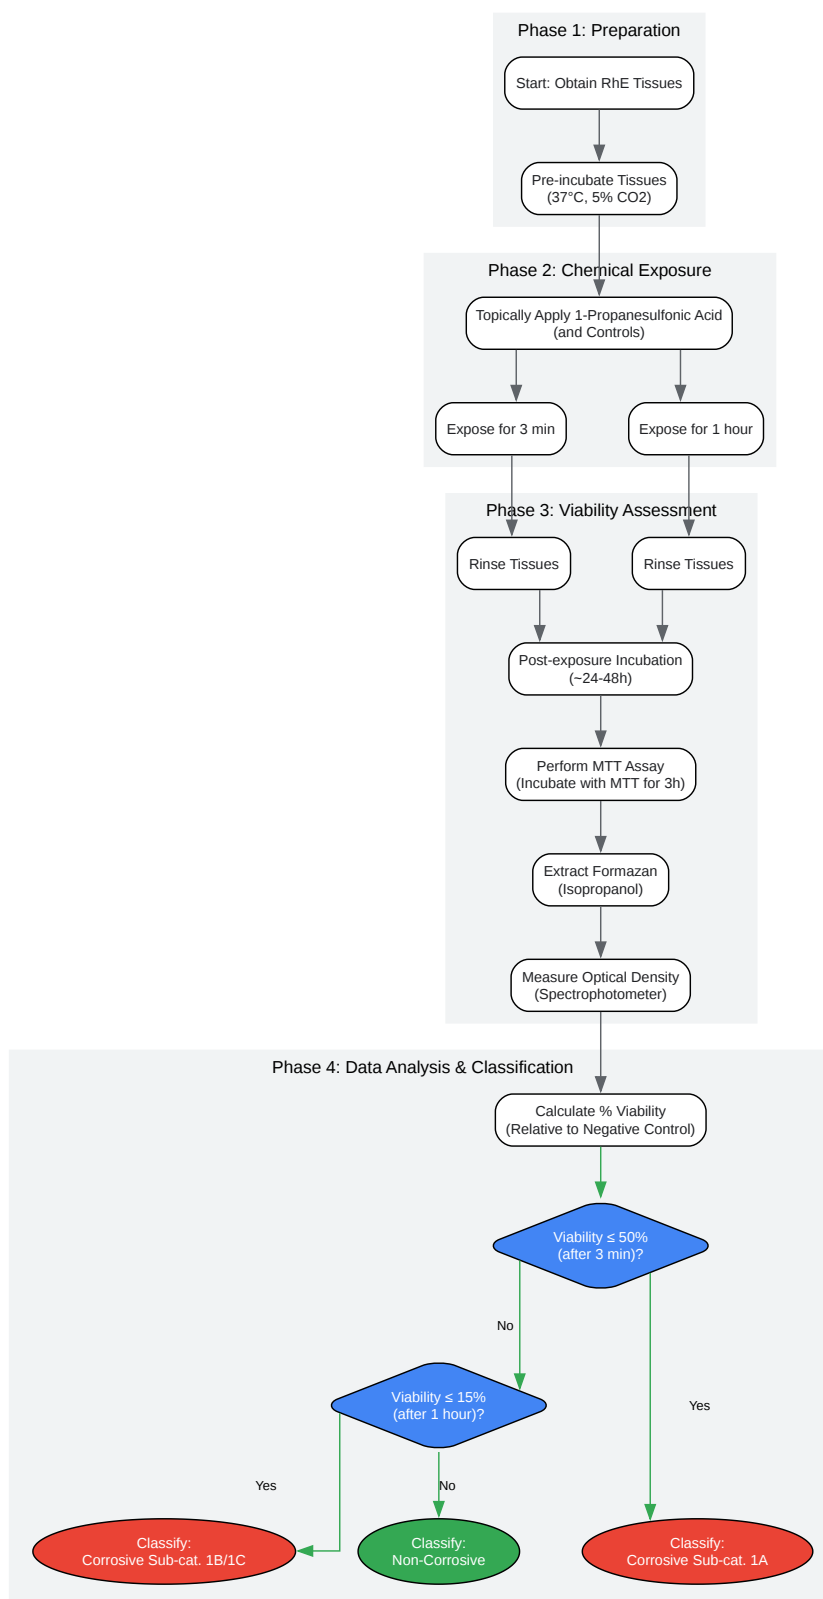 Phase 1: Preparation
Start: Obtain RhE Tissues
Pre-incubate Tissues
(37°C, 5% CO2)
Phase 2: Chemical Exposure
Topically Apply 1-Propanesulfonic Acid
(and Controls)
Expose for 3 min
Expose for 1 hour
Phase 3: Viability Assessment
Rinse Tissues
Rinse Tissues
Post-exposure Incubation
(~24-48h)
Perform MTT Assay
(Incubate with MTT for 3h)
Extract Formazan
(Isopropanol)
Measure Optical Density
(Spectrophotometer)
Phase 4: Data Analysis & Classification
Calculate % Viability
(Relative to Negative Control)
Viability ≤ 50%
(after 3 min)?
No
Viability ≤ 15%
(after 1 hour)?
Yes
Yes
No
Classify:
Corrosive Sub-cat. 1B/1C
Classify:
Non-Corrosive
Classify:
Corrosive Sub-cat. 1A